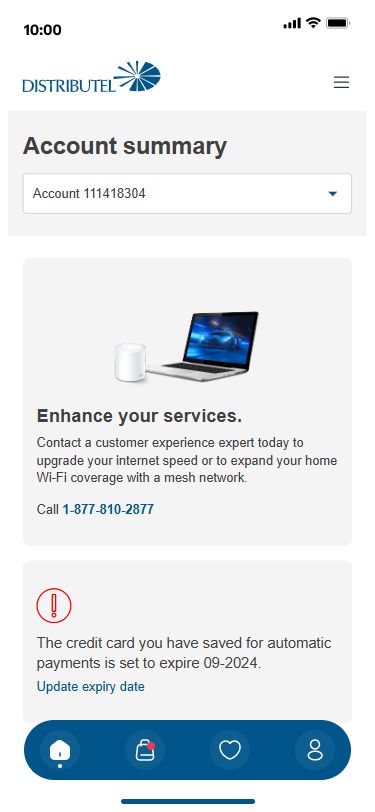 10:00
DISTRIBUTEL
Account summary
Account 111418304
Enhance your services.
Contact a customer experience expert today to
upgrade your internet speed or to expand your home
Wi-Fi coverage with a mesh network.
Call 1-877-810-2877
The credit card you have saved for automatic
payments is set to expire 09-2024.
Update expiry date